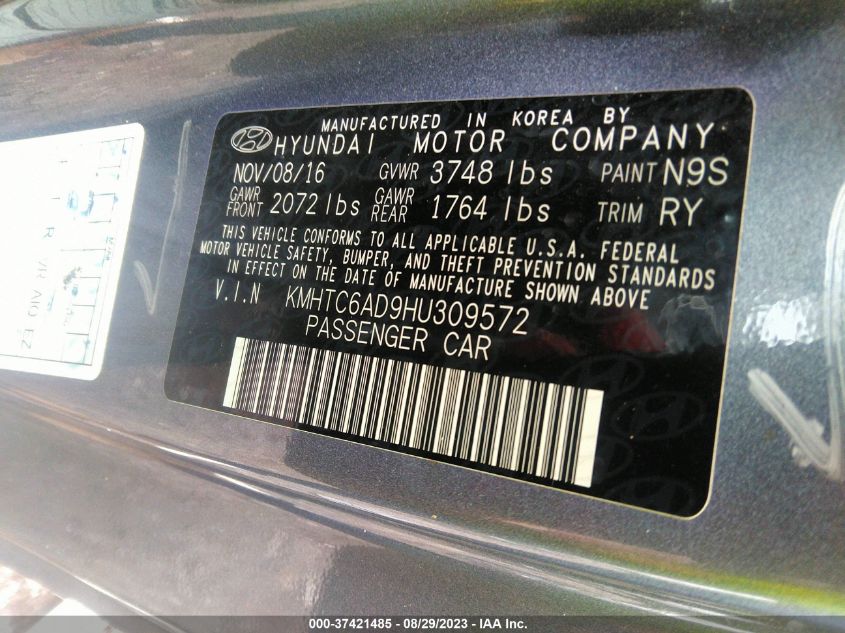 MANUFACTURED IN KOREA BY
HYUNDAI MOTOR COMPANY
NOV/08/16 GVWR 3748 lbs PAINT N9S
GAWR FRONT 2072 lbs GAWR REAR 1764 lbs TRIM RY
THIS VEHICLE CONFORMS TO ALL APPLICABLE U.S.A. FEDERAL
MOTOR VEHICLE SAFETY, BUMPER, AND THEFT PREVENTION STANDARDS
IN EFFECT ON THE DATE OF MANUFACTURE SHOWN ABOVE
V.I.N KMHTC6AD9HU309572
PASSENGER CAR
000-37421485 - 08/29/2023 - IAA Inc.